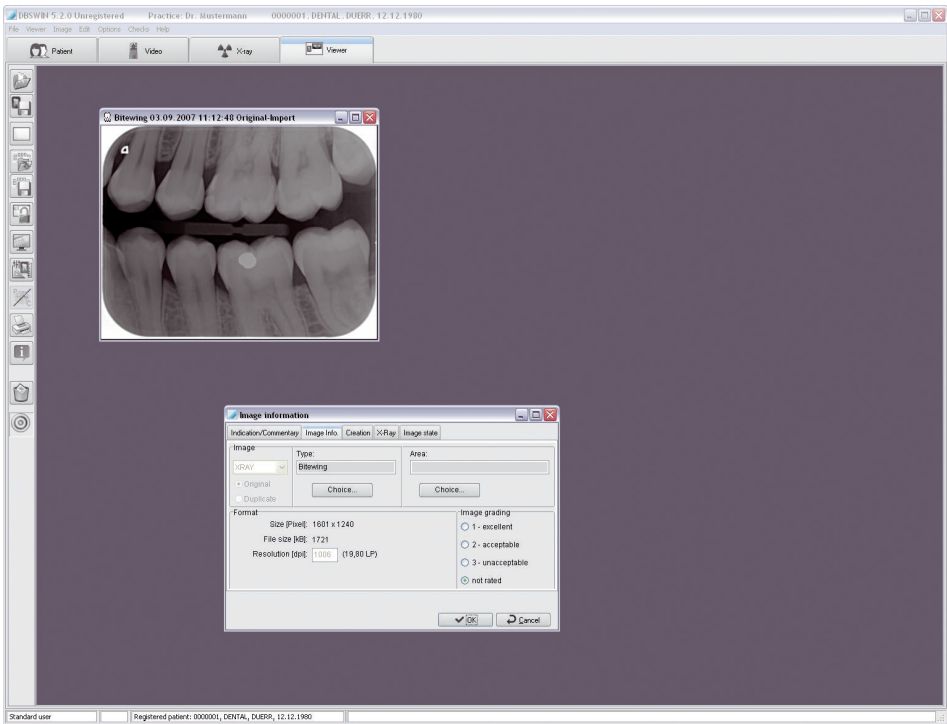 DBSWIN 5.2.0 Unregistered Practice: Dr. Mustermann 0000001, DENTAL, DUERR, 12.12.1980
File Viewer Image Edit Options Checks Help
Patient Video X-ray Viewer
Bitewing 03.09.2007 11:12:48 Original-Import
Image information
Indication/Commentary Image Info. Creation X-Ray Image state
Image Type: Area:
XRAY Bitewing
Original
Choice... Choice...
Duplicate
Format Image grading
Size [Pixel]: 1601 x 1240 1 - excellent
File size [kB]: 1721 2 - acceptable
Resolution [dpi]: 1006 (19,80 LP) 3 - unacceptable
not rated
OK Cancel
Standard user Registered patient: 0000001, DENTAL, DUERR, 12.12.1980